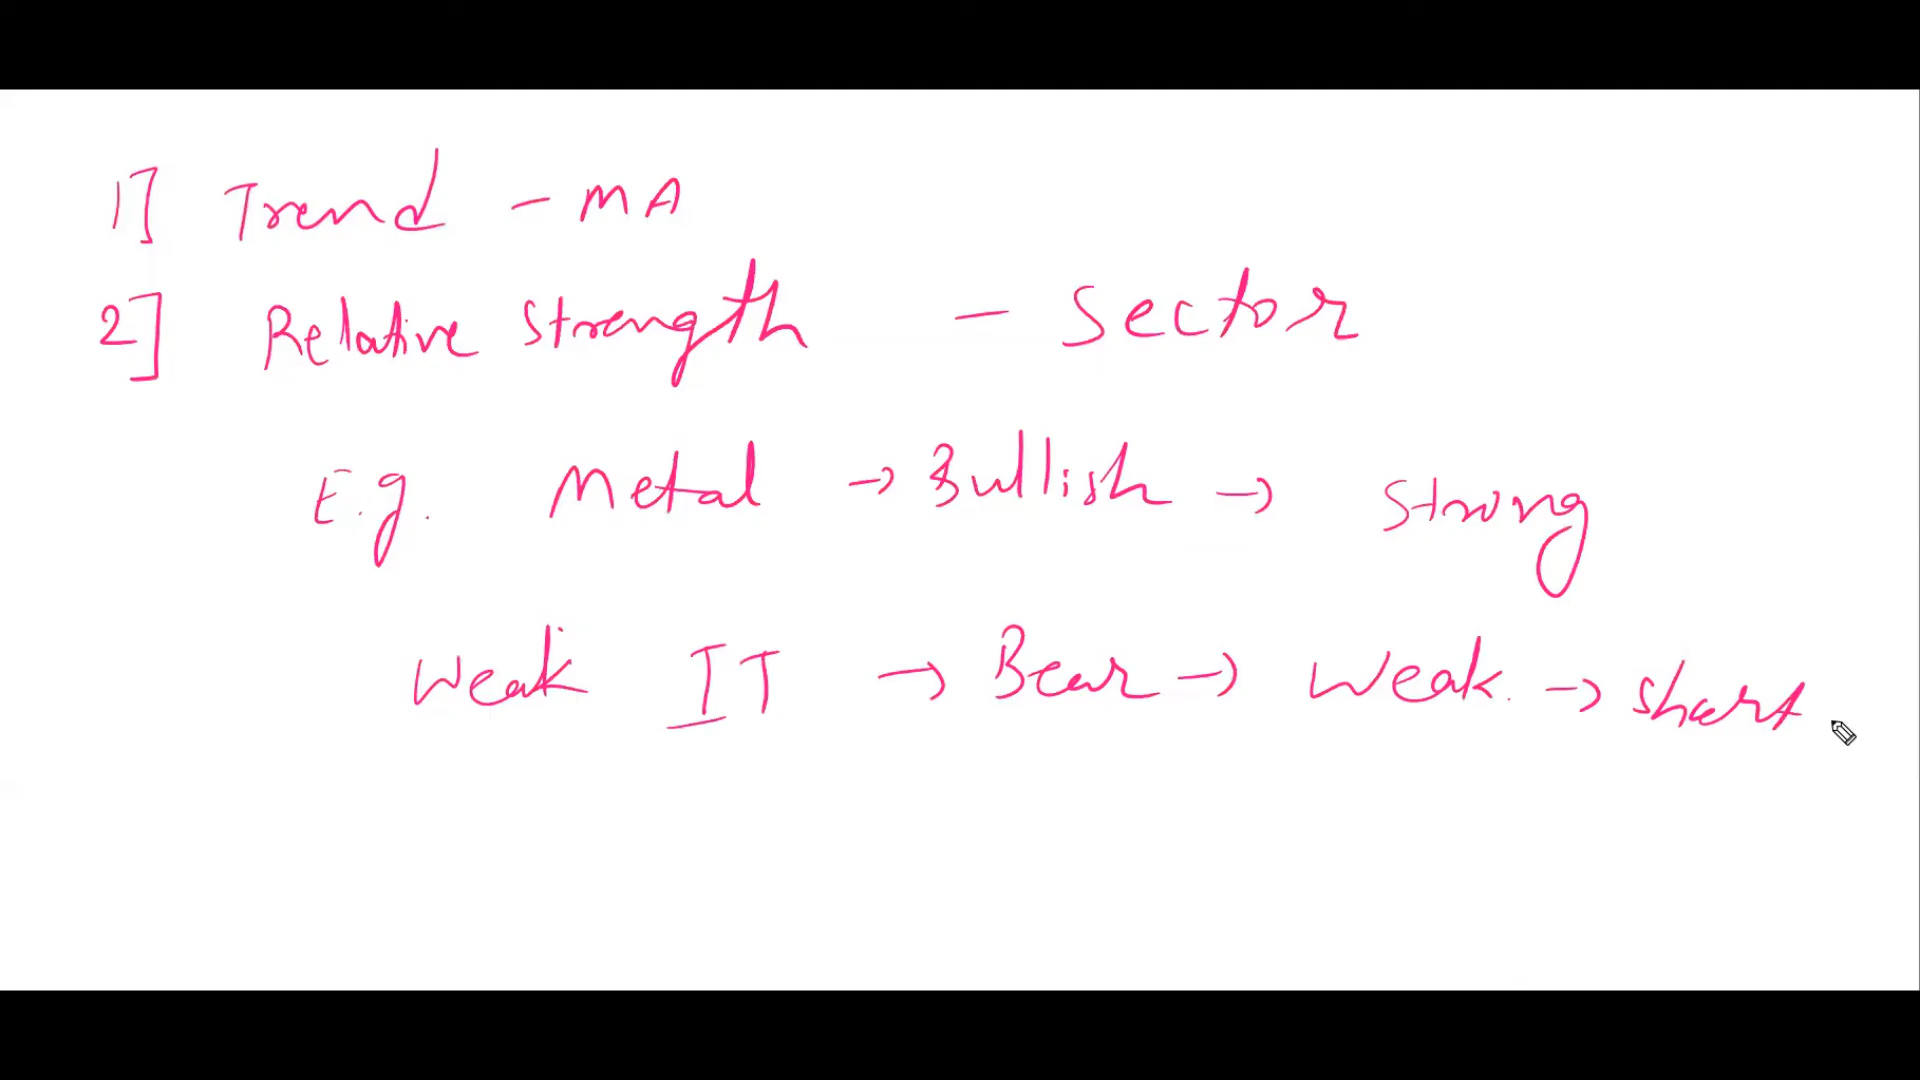 1] Trend - MA
2] Relative Strength - Sector
E.g. Metal → Bullish → Strong
Weak IT → Bear → Weak. → Short